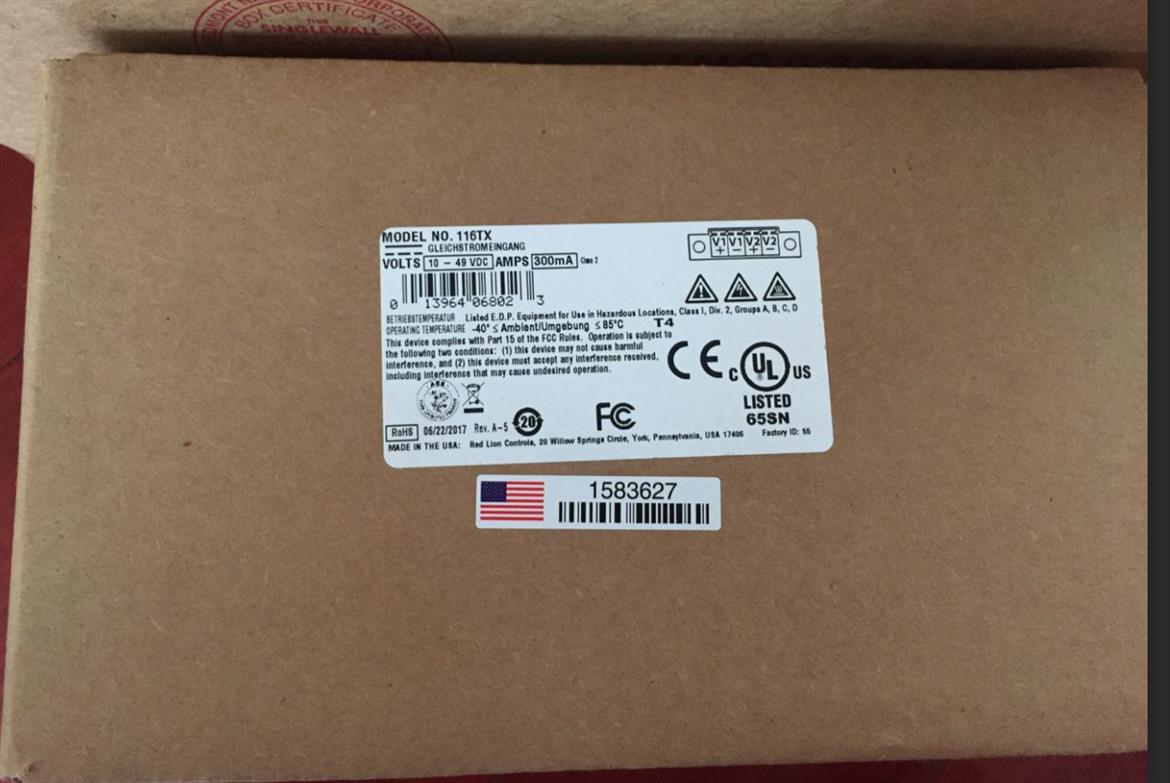 CORPORATION
BOX CERTIFICATE
THIS
SINGLEWALL
MODEL NO. 116TX
GLEICHSTROMEINGANG
VOLTS 10 - 49 VDC AMPS 300mA Class 2
V1 V1 V2 V2
+ − + −
0 13964 06802 3
BETRIEBSTEMPERATUR Listed E.D.P. Equipment for Use in Hazardous Locations, Class I, Div. 2, Groups A, B, C, D
OPERATING TEMPERATURE -40° ≤ Ambient/Umgebung ≤ 85°C T4
This device complies with Part 15 of the FCC Rules. Operation is subject to
the following two conditions: (1) this device may not cause harmful
interference, and (2) this device must accept any interference received,
including interference that may cause undesired operation.
CE
C UL US
LISTED
65SN
ABS
20
FC
RoHS 06/22/2017 Rev. A-5
Factory ID: 55
MADE IN THE USA: Red Lion Controls, 20 Willow Springs Circle, York, Pennsylvania, USA 17406
1583627